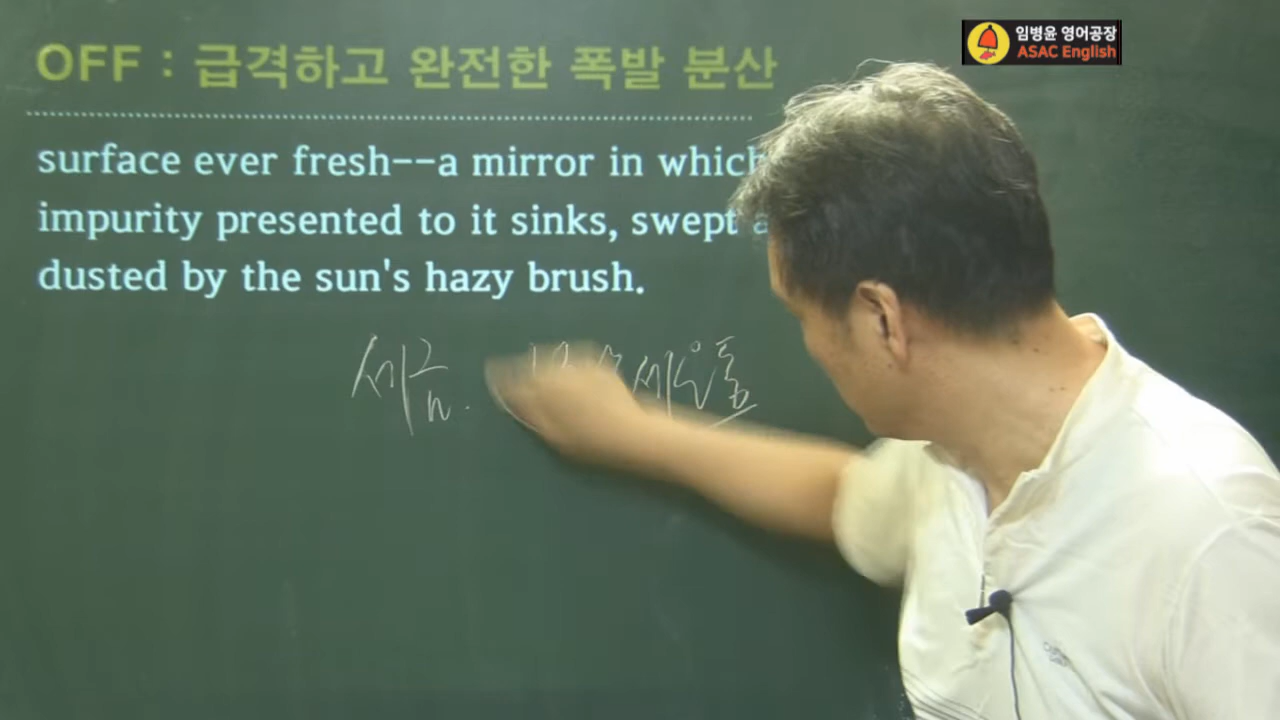 임병윤 영어공장
ASAC English
OFF : 급격하고 완전한 폭발 분산
surface ever fresh--a mirror in which
impurity presented to it sinks, swept
dusted by the sun's hazy brush.
세금.